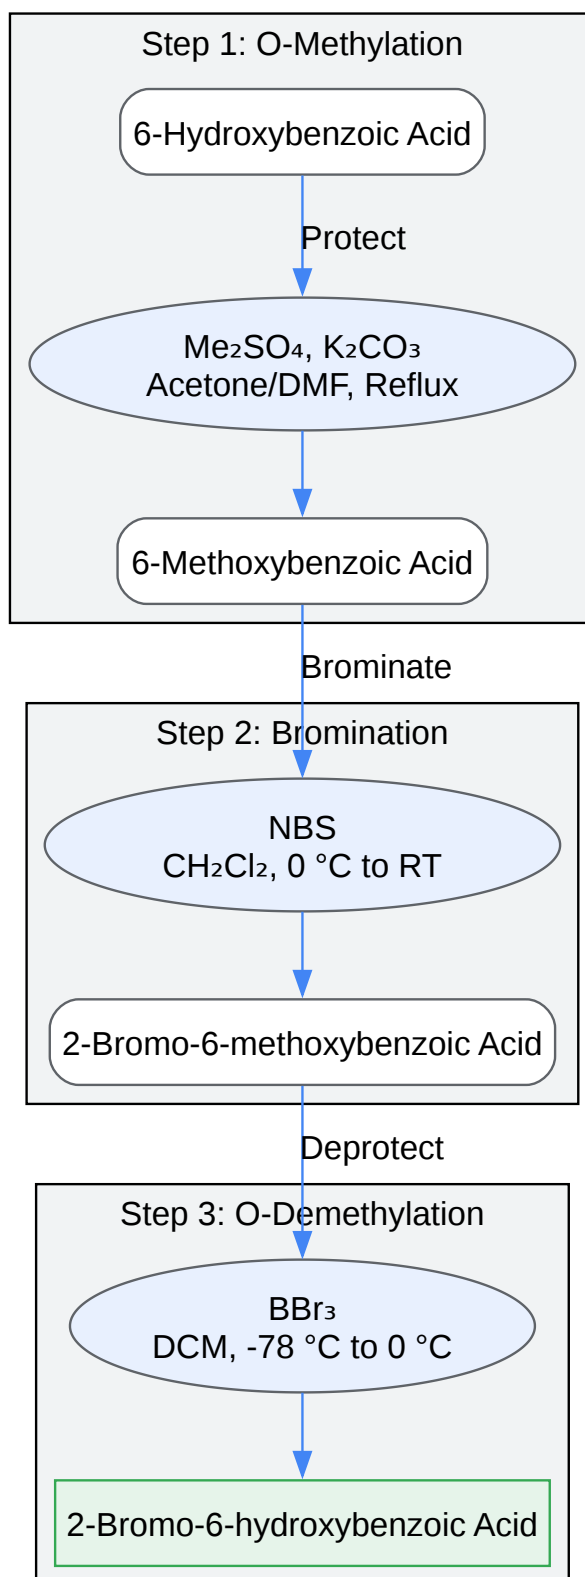 Step 1: O-Methylation
6-Hydroxybenzoic Acid
Protect
Me₂SO₄, K₂CO₃
Acetone/DMF, Reflux
6-Methoxybenzoic Acid
Brominate
Step 2: Bromination
NBS
CH₂Cl₂, 0 °C to RT
2-Bromo-6-methoxybenzoic Acid
Deprotect
Step 3: O-Demethylation
BBr₃
DCM, -78 °C to 0 °C
2-Bromo-6-hydroxybenzoic Acid